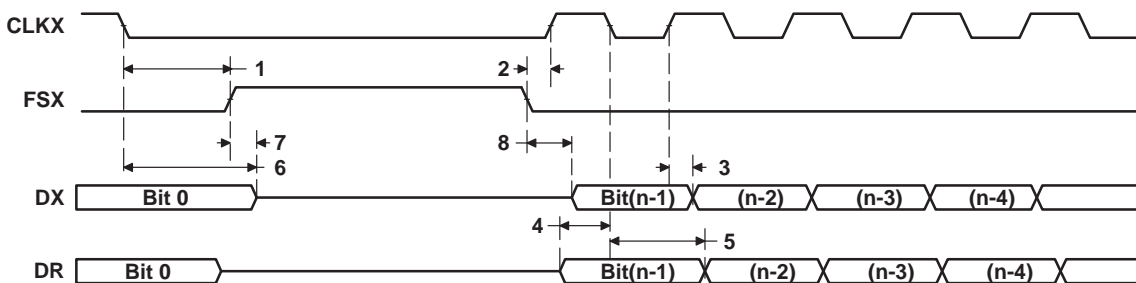 CLKX
1 2
FSX
7 8
6 3
DX Bit 0 Bit(n-1) (n-2) (n-3) (n-4)
4 5
DR Bit 0 Bit(n-1) (n-2) (n-3) (n-4)